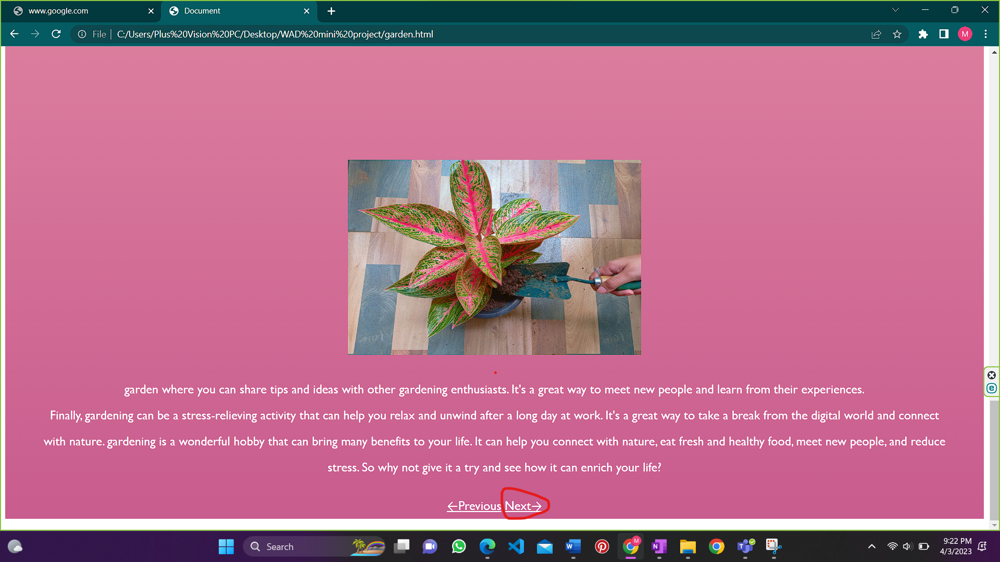 www.google.com
Document
File
C:/Users/Plus%20Vision%20PC/Desktop/WAD%20mini%20project/garden.html
M
garden where you can share tips and ideas with other gardening enthusiasts. It's a great way to meet new people and learn from their experiences.
Finally, gardening can be a stress-relieving activity that can help you relax and unwind after a long day at work. It's a great way to take a break from the digital world and connect
with nature. gardening is a wonderful hobby that can bring many benefits to your life. It can help you connect with nature, eat fresh and healthy food, meet new people, and reduce
stress. So why not give it a try and see how it can enrich your life?
←Previous Next→
Search
9:22 PM
4/3/2023